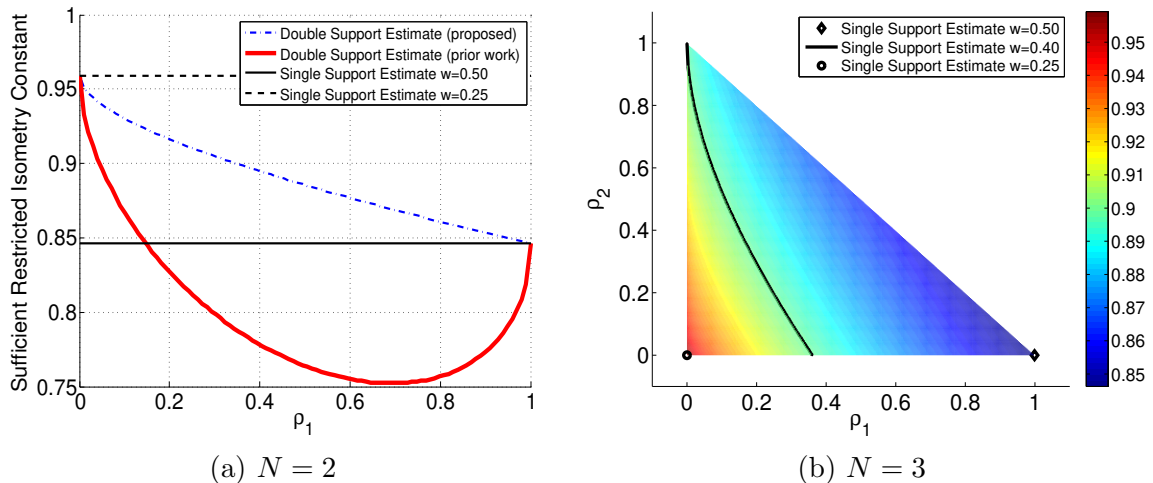 Sufficient Restricted Isometry Constant
1
0.95
0.9
0.85
0.8
0.75
Double Support Estimate (proposed)
Double Support Estimate (prior work)
Single Support Estimate w=0.50
Single Support Estimate w=0.25
0 0.2 0.4 0.6 0.8 1
ρ1
(a) N = 2
ρ2
1
0.8
0.6
0.4
0.2
0
Single Support Estimate w=0.50
Single Support Estimate w=0.40
Single Support Estimate w=0.25
0 0.2 0.4 0.6 0.8 1
ρ1
0.95
0.94
0.93
0.92
0.91
0.9
0.89
0.88
0.87
0.86
0.85
(b) N = 3